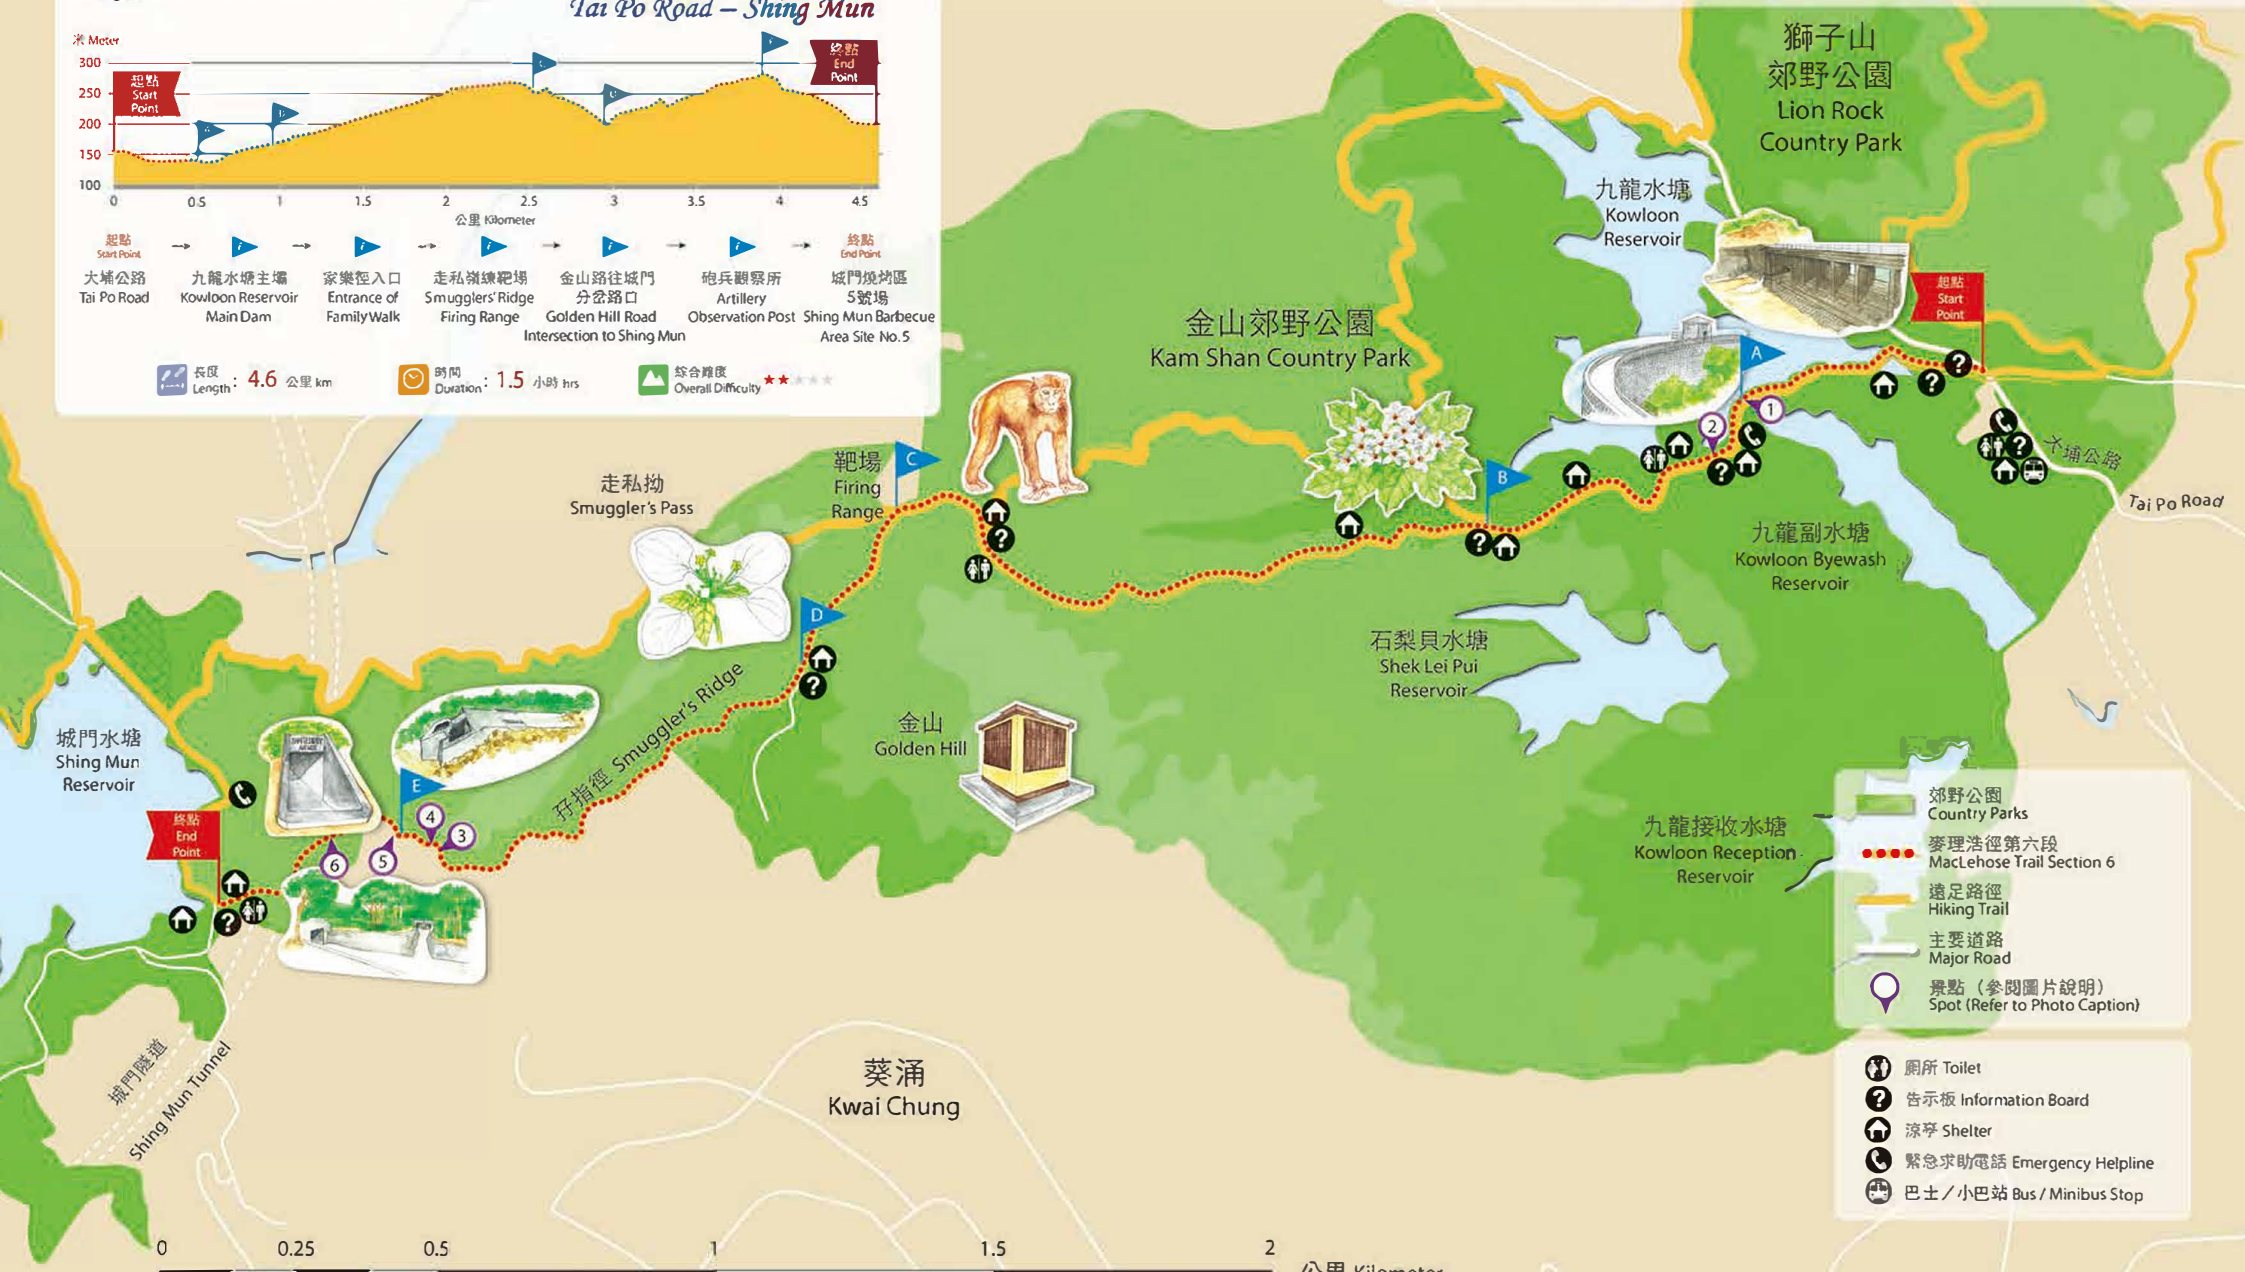 Tai Po Road – Shing Mun
米 Meter
300
250
200
150
100
起點
Start
Point
終點
End
Point
0
0.5
1
1.5
2
2.5
3
3.5
4
4.5
公里 Kilometer
起點
Start Point
大埔公路
Tai Po Road
九龍水塘主壩
Kowloon Reservoir
Main Dam
家樂徑入口
Entrance of
Family Walk
走私嶺練靶場
Smugglers' Ridge
Firing Range
金山路往城門
分岔路口
Golden Hill Road
Intersection to Shing Mun
砲兵觀察所
Artillery
Observation Post
終點
End Point
城門燒烤區
5號場
Shing Mun Barbecue
Area Site No.5
長度
Length : 4.6 公里 km
時間
Duration : 1.5 小時 hrs
綜合難度
Overall Difficulty
獅子山
郊野公園
Lion Rock
Country Park
九龍水塘
Kowloon
Reservoir
起點
Start
Point
金山郊野公園
Kam Shan Country Park
A
1
2
大埔公路
Tai Po Road
靶場
Firing
Range
C
走私拗
Smuggler's Pass
B
九龍副水塘
Kowloon Byewash
Reservoir
D
石梨貝水塘
Shek Lei Pui
Reservoir
孖指徑 Smuggler's Ridge
金山
Golden Hill
城門水塘
Shing Mun
Reservoir
E
4
3
5
6
終點
End
Point
九龍接收水塘
Kowloon Reception
Reservoir
城門隧道
Shing Mun Tunnel
葵涌
Kwai Chung
郊野公園
Country Parks
麥理浩徑第六段
MacLehose Trail Section 6
遠足路徑
Hiking Trail
主要道路
Major Road
景點（參閱圖片說明）
Spot (Refer to Photo Caption)
廁所 Toilet
告示板 Information Board
涼亭 Shelter
緊急求助電話 Emergency Helpline
巴士／小巴站 Bus / Minibus Stop
0
0.25
0.5
1
1.5
2
公里 Kilometer